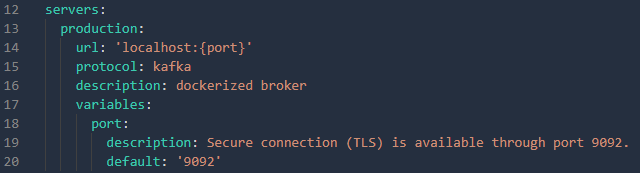 12 servers:
13   production:
14     url: 'localhost:{port}'
15     protocol: kafka
16     description: dockerized broker
17     variables:
18       port:
19         description: Secure connection (TLS) is available through port 9092.
20         default: '9092'